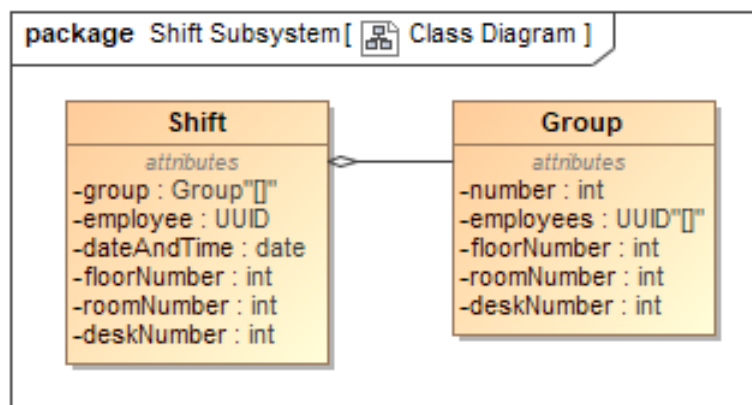 package Shift Subsystem[ Class Diagram ]
Shift
attributes
-group : Group"[]"
-employee : UUID
-dateAndTime : date
-floorNumber : int
-roomNumber : int
-deskNumber : int
Group
attributes
-number : int
-employees : UUID"[]"
-floorNumber : int
-roomNumber : int
-deskNumber : int